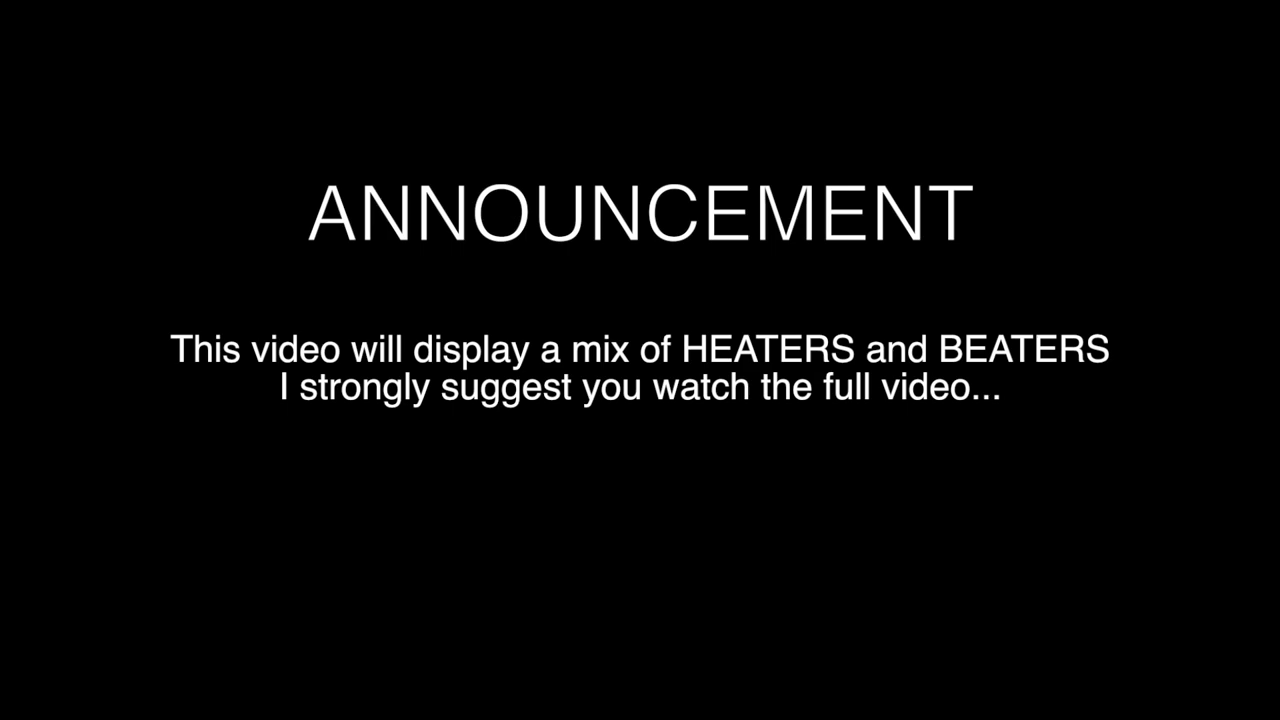 ANNOUNCEMENT
This video will display a mix of HEATERS and BEATERS
I strongly suggest you watch the full video...